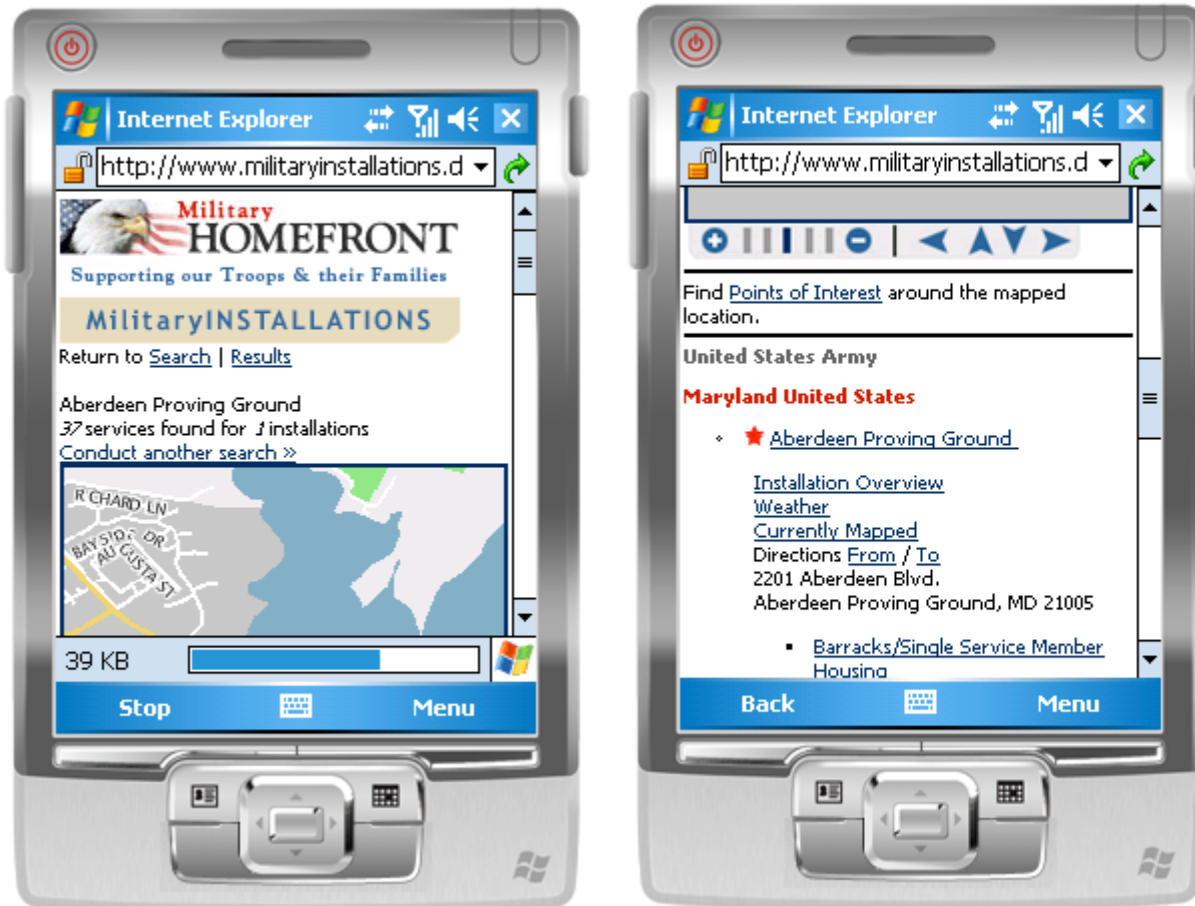 Internet Explorer
http://www.militaryinstallations.d
Military
HOMEFRONT
Supporting our Troops & their Families
MilitaryINSTALLATIONS
Return to Search | Results
Aberdeen Proving Ground
37 services found for 1 installations
Conduct another search »
R CHARD LN
BAYSIDE DR
AUGUSTA ST
39 KB
Stop
Menu
Internet Explorer
http://www.militaryinstallations.d
Find Points of Interest around the mapped
location.
United States Army
Maryland United States
Aberdeen Proving Ground
Installation Overview
Weather
Currently Mapped
Directions From / To
2201 Aberdeen Blvd.
Aberdeen Proving Ground, MD 21005
Barracks/Single Service Member
Housing
Back
Menu